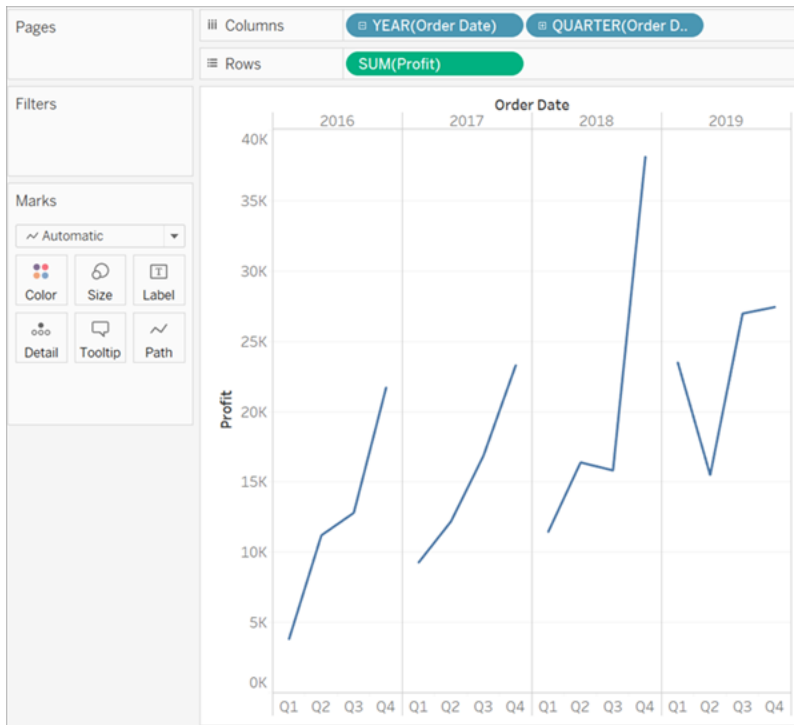 Pages
Columns YEAR(Order Date) QUARTER(Order D..
Rows SUM(Profit)
Filters
Marks
Automatic
Color Size T Label
Detail Tooltip Path
Order Date
2016 2017 2018 2019
40K
35K
30K
25K
20K
15K
10K
5K
0K
Profit
Q1 Q2 Q3 Q4 Q1 Q2 Q3 Q4 Q1 Q2 Q3 Q4 Q1 Q2 Q3 Q4